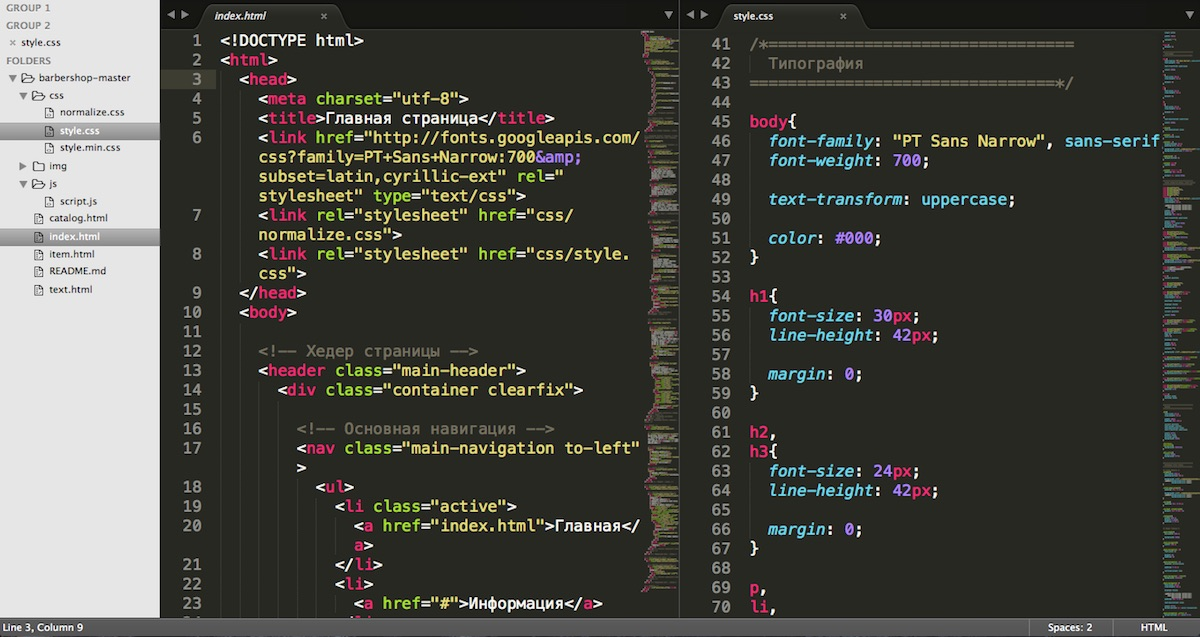 GROUP 1
GROUP 2
× style.css
FOLDERS
barbershop-master
css
normalize.css
style.css
style.min.css
img
js
script.js
catalog.html
index.html
item.html
README.md
text.html
index.html ×
1 <!DOCTYPE html>
2 <html>
3 <head>
4 <meta charset="utf-8">
5 <title>Главная страница</title>
6 <link href="http://fonts.googleapis.com/
css?family=PT+Sans+Narrow:700&amp;
subset=latin,cyrillic-ext" rel="
stylesheet" type="text/css">
7 <link rel="stylesheet" href="css/
normalize.css">
8 <link rel="stylesheet" href="css/style.
css">
9 </head>
10 <body>
11
12 <!-- Хедер страницы -->
13 <header class="main-header">
14 <div class="container clearfix">
15
16 <!-- Основная навигация -->
17 <nav class="main-navigation to-left"
>
18 <ul>
19 <li class="active">
20 <a href="index.html">Главная</
a>
21 </li>
22 <li>
23 <a href="#">Информация</a>
style.css ×
41 /*================================
42 Типография
43 ================================*/
44
45 body{
46 font-family: "PT Sans Narrow", sans-serif
47 font-weight: 700;
48
49 text-transform: uppercase;
50
51 color: #000;
52 }
53
54 h1{
55 font-size: 30px;
56 line-height: 42px;
57
58 margin: 0;
59 }
60
61 h2,
62 h3{
63 font-size: 24px;
64 line-height: 42px;
65
66 margin: 0;
67 }
68
69 p,
70 li,
Line 3, Column 9
Spaces: 2
HTML